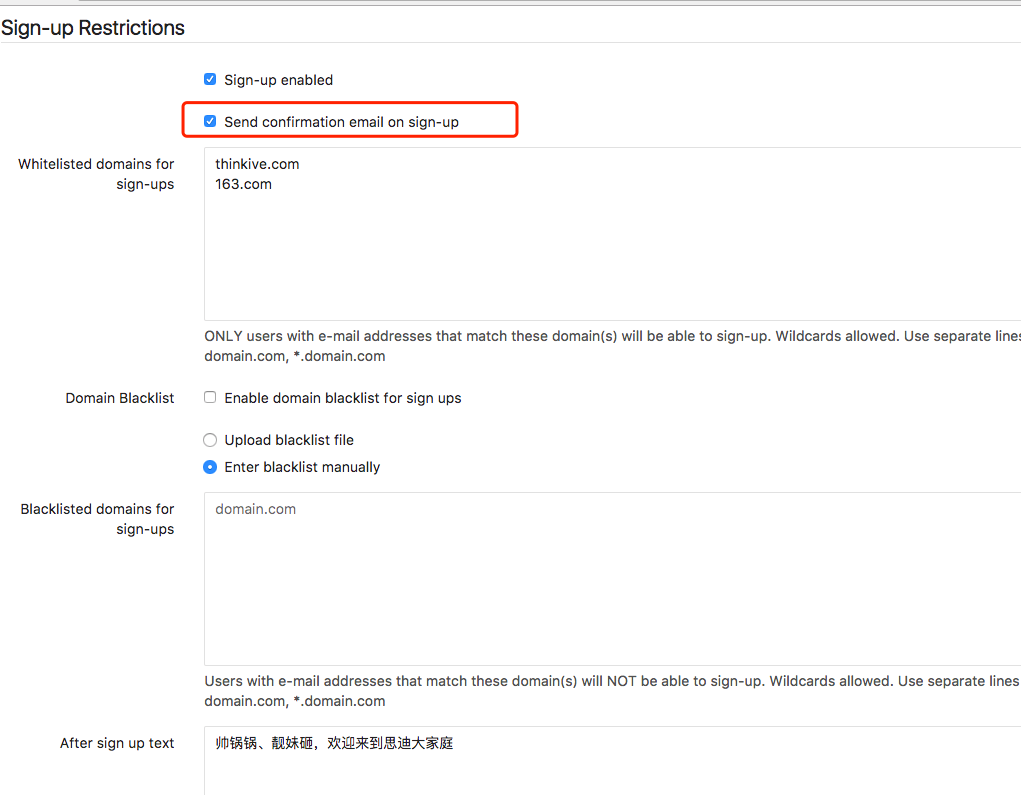 Sign-up Restrictions
Sign-up enabled
Send confirmation email on sign-up
Whitelisted domains for
sign-ups
thinkive.com
163.com
ONLY users with e-mail addresses that match these domain(s) will be able to sign-up. Wildcards allowed. Use separate lines
domain.com, *.domain.com
Domain Blacklist
Enable domain blacklist for sign ups
Upload blacklist file
Enter blacklist manually
Blacklisted domains for
sign-ups
domain.com
Users with e-mail addresses that match these domain(s) will NOT be able to sign-up. Wildcards allowed. Use separate lines
domain.com, *.domain.com
After sign up text
帅锅锅、靓妹砸，欢迎来到思迪大家庭